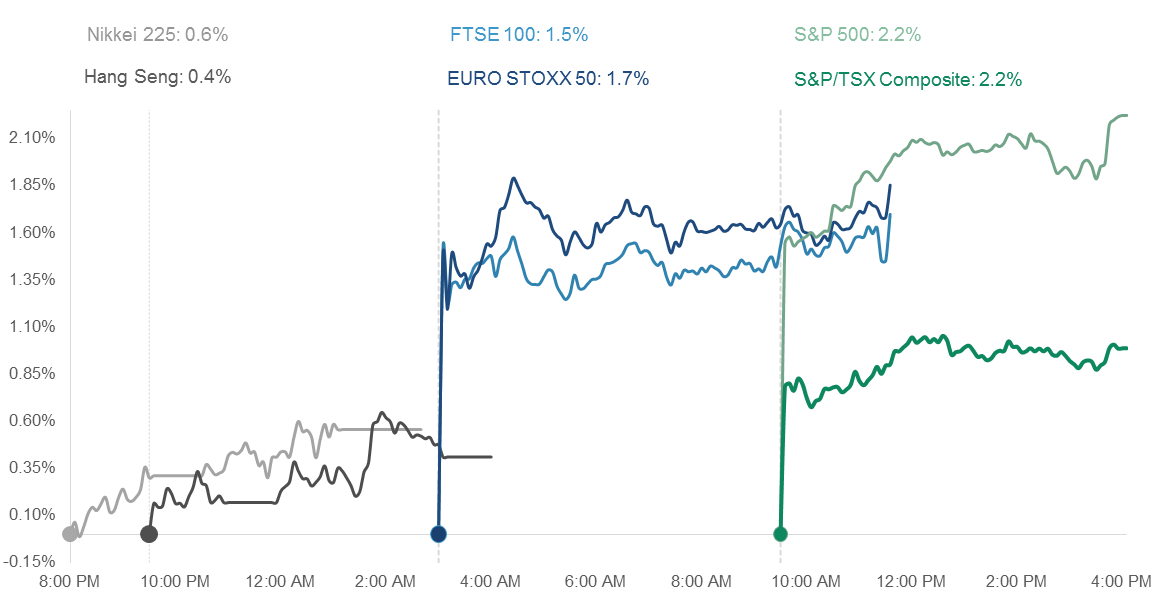 Nikkei 225: 0.6%
FTSE 100: 1.5%
S&P 500: 2.2%
Hang Seng: 0.4%
EURO STOXX 50: 1.7%
S&P/TSX Composite: 2.2%
2.10%
1.85%
1.60%
1.35%
1.10%
0.85%
0.60%
0.35%
0.10%
-0.15%
8:00 PM 10:00 PM 12:00 AM 2:00 AM 4:00 AM 6:00 AM 8:00 AM 10:00 AM 12:00 PM 2:00 PM 4:00 PM